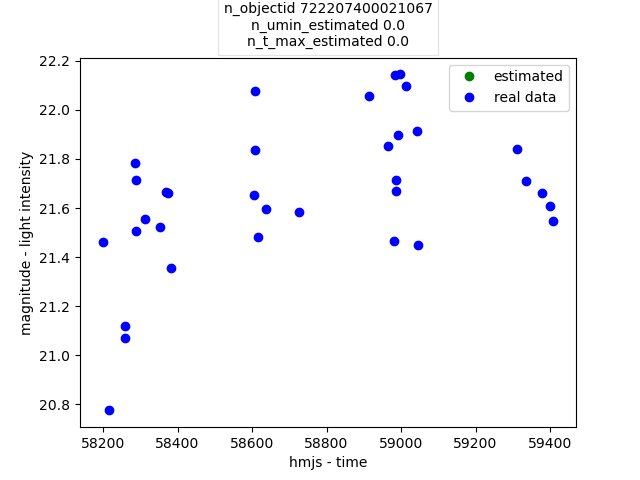 n_objectid 722207400021067
n_umin_estimated 0.0
n_t_max_estimated 0.0
22.2
22.0
21.8
21.6
21.4
21.2
21.0
20.8
magnitude - light intensity
estimated
real data
58200 58400 58600 58800 59000 59200 59400
hmjs - time